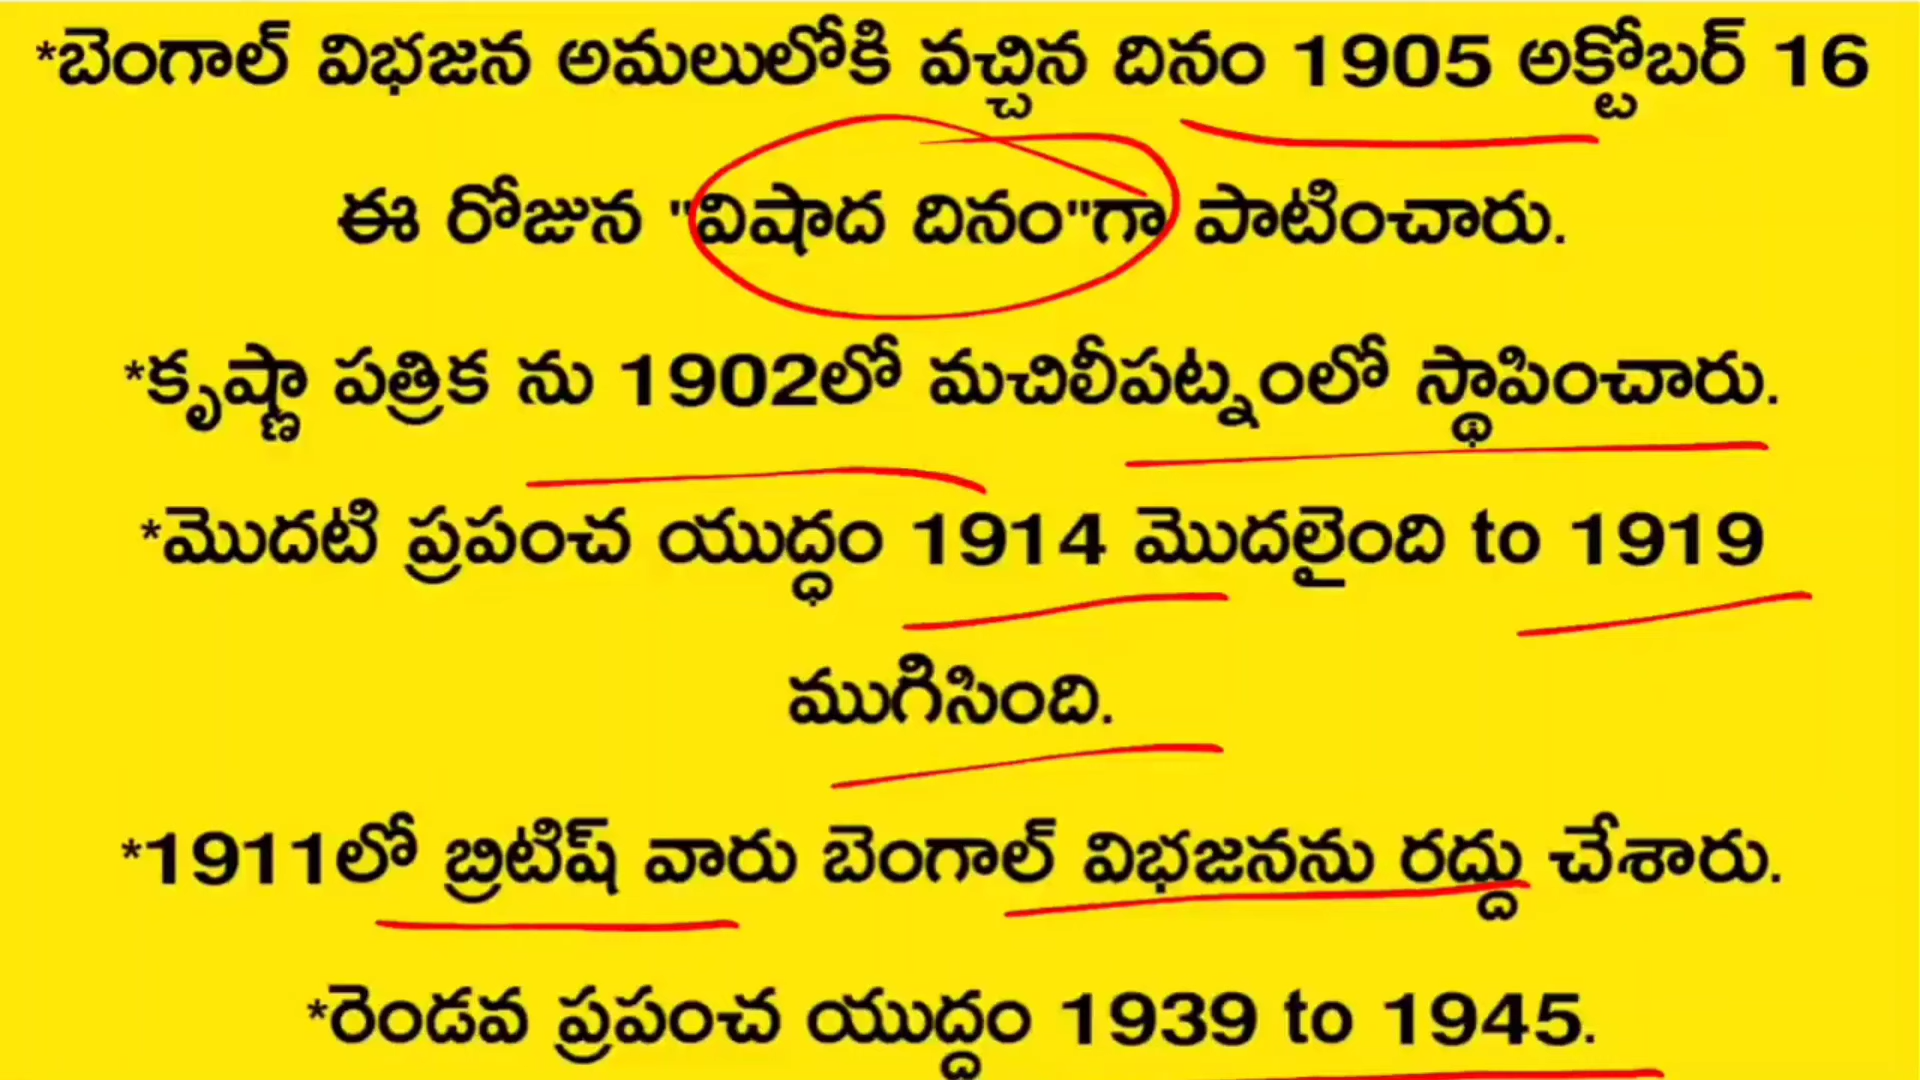 *బెంగాల్ విభజన అమలులోకి వచ్చిన దినం 1905 అక్టోబర్ 16
ఈ రోజున "విషాద దినం"గా పాటించారు.
*కృష్ణా పత్రిక ను 1902లో మచిలీపట్నంలో స్థాపించారు.
*మొదటి ప్రపంచ యుద్ధం 1914 మొదలైంది to 1919
ముగిసింది.
*1911లో బ్రిటిష్ వారు బెంగాల్ విభజనను రద్దు చేశారు.
*రెండవ ప్రపంచ యుద్ధం 1939 to 1945.